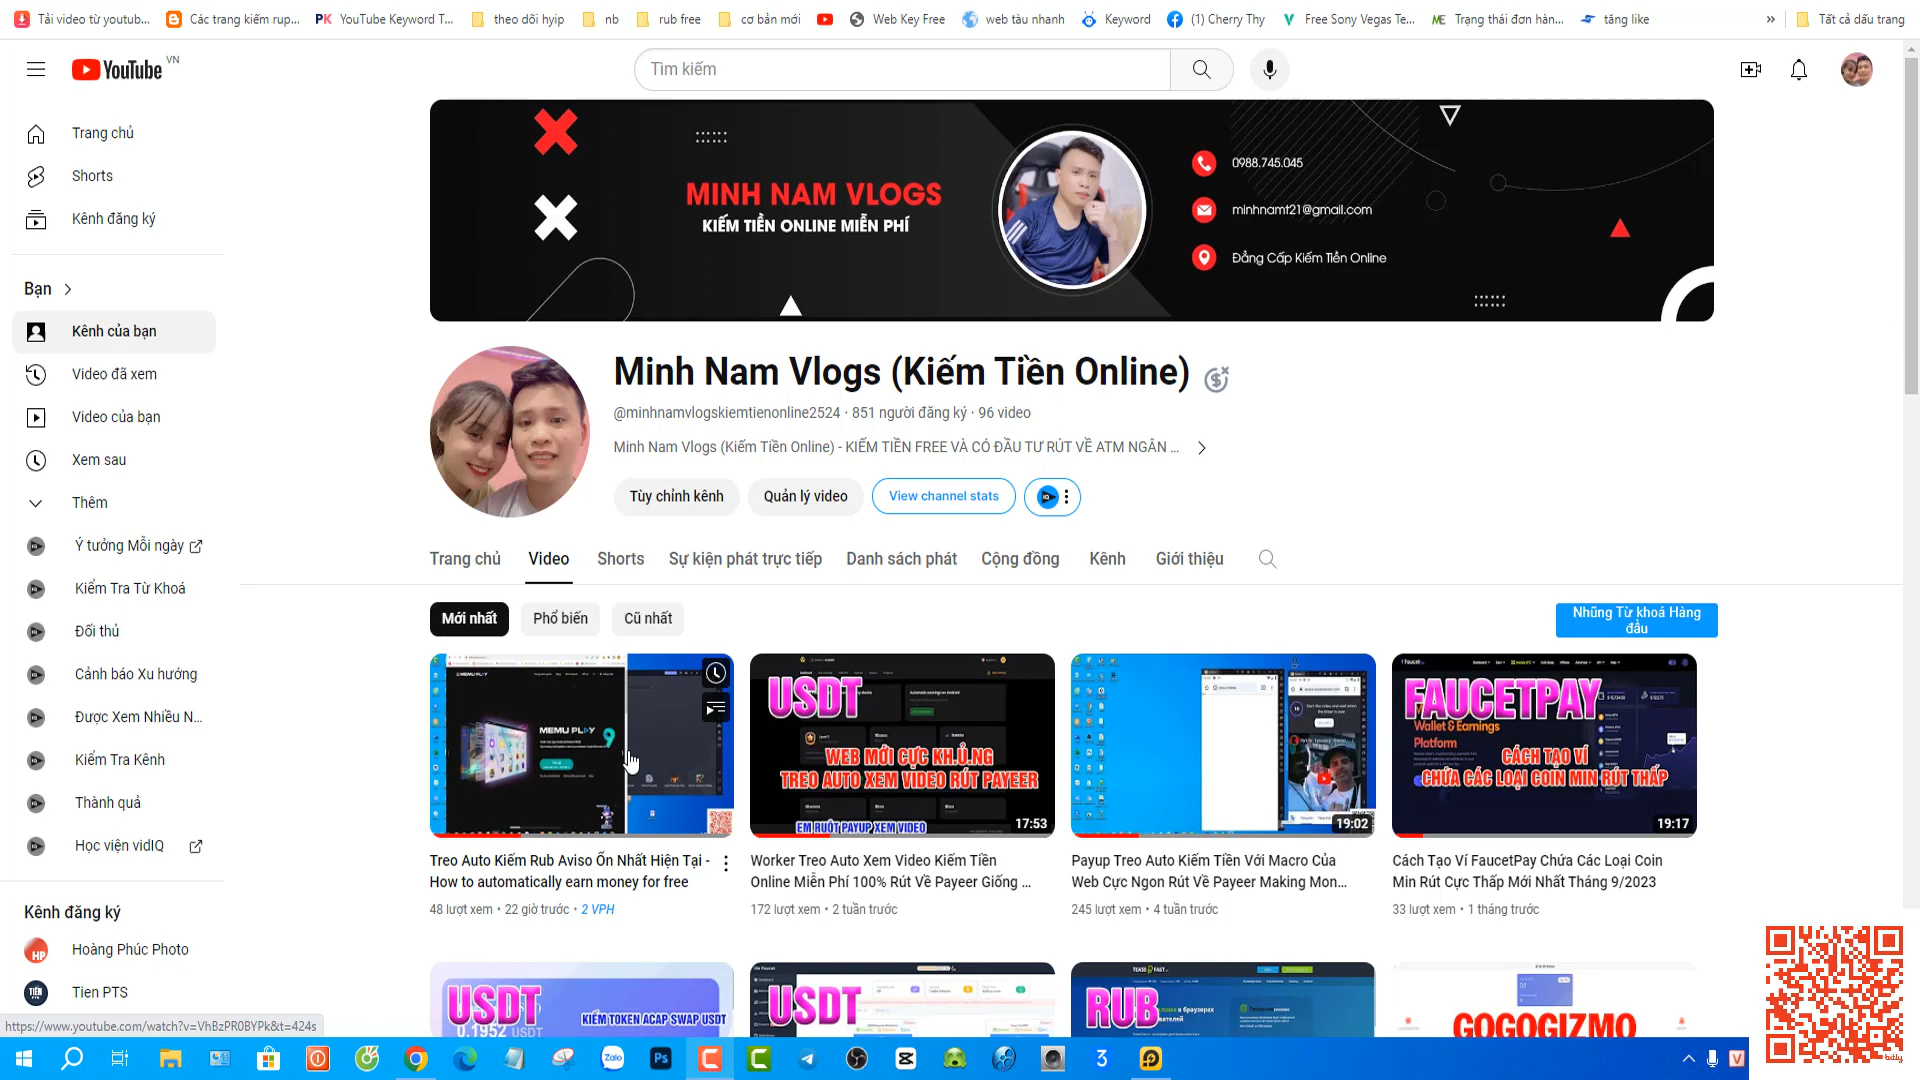 Tải video từ youtub...
Các trang kiếm rup...
YouTube Keyword T...
theo dõi hyip
nb
rub free
cơ bản mới
Web Key Free
web tàu nhanh
Keyword
(1) Cherry Thy
Free Sony Vegas Te...
Trạng thái đơn hàn...
tăng like
»
Tất cả dấu trang
YouTube VN
Tìm kiếm
Trang chủ
Shorts
Kênh đăng ký
Bạn
Kênh của bạn
Video đã xem
Video của bạn
Xem sau
Thêm
Ý tưởng Mỗi ngày
Kiểm Tra Từ Khoá
Đối thủ
Cảnh báo Xu hướng
Được Xem Nhiều N...
Kiểm Tra Kênh
Thành quả
Học viện vidIQ
Kênh đăng ký
Hoàng Phúc Photo
Tien PTS
https://www.youtube.com/watch?v=VhBzPR0BYPk&t=424s
MINH NAM VLOGS
KIẾM TIỀN ONLINE MIỄN PHÍ
0988.745.045
minhnamt21@gmail.com
Đẳng Cấp Kiếm Tiền Online
Minh Nam Vlogs (Kiếm Tiền Online)
@minhnamvlogskiemtienonline2524 · 851 người đăng ký · 96 video
Minh Nam Vlogs (Kiếm Tiền Online) - KIẾM TIỀN FREE VÀ CÓ ĐẦU TƯ RÚT VỀ ATM NGÂN ...
Tùy chỉnh kênh
Quản lý video
View channel stats
Trang chủ
Video
Shorts
Sự kiện phát trực tiếp
Danh sách phát
Cộng đồng
Kênh
Giới thiệu
Mới nhất
Phổ biến
Cũ nhất
Những Từ khoá Hàng
đầu
MEMU PLAY 9
USDT
WEB MỚI CỰC KH.Ủ.NG
TREO AUTO XEM VIDEO RÚT PAYEER
EM RUỘT PAYUP XEM VIDEO
17:53
19:02
FAUCETPAY
Wallet & Earnings
Platform
CÁCH TẠO VÍ
CHỨA CÁC LOẠI COIN MIN RÚT THẤP
19:17
Treo Auto Kiếm Rub Aviso Ổn Nhất Hiện Tại -
How to automatically earn money for free
48 lượt xem • 22 giờ trước • 2 VPH
Worker Treo Auto Xem Video Kiếm Tiền
Online Miễn Phí 100% Rút Về Payeer Giống ...
172 lượt xem • 2 tuần trước
Payup Treo Auto Kiếm Tiền Với Macro Của
Web Cực Ngon Rút Về Payeer Making Mon...
245 lượt xem • 4 tuần trước
Cách Tạo Ví FaucetPay Chứa Các Loại Coin
Min Rút Cực Thấp Mới Nhất Tháng 9/2023
33 lượt xem • 1 tháng trước
USDT
0.1952 USDT
KIẾM TOKEN ACAP SWAP USDT
USDT
RUB
GOGOGIZMO
bitly
Zalo
Ps